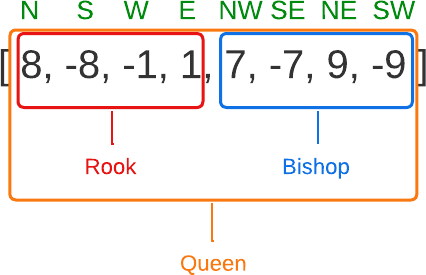 N S W E NW SE NE SW
[8, -8, -1, 1, 7, -7, 9, -9]
Rook Bishop
Queen